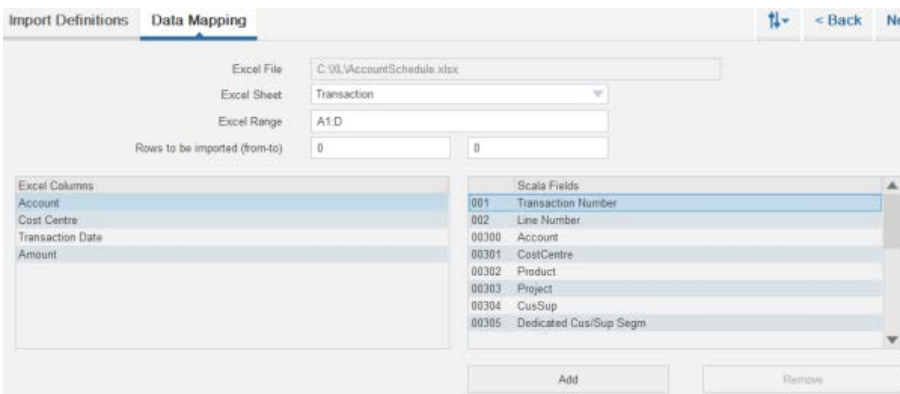 Import Definitions Data Mapping < Back Ne
Excel File C:\XL\AccountSchedule.xlsx
Excel Sheet Transaction
Excel Range A1:D
Rows to be imported (from-to) 0 0
Excel Columns
Account
Cost Centre
Transaction Date
Amount
Scala Fields
001 Transaction Number
002 Line Number
00300 Account
00301 CostCentre
00302 Product
00303 Project
00304 CusSup
00305 Dedicated Cus/Sup Segm
Add Remove